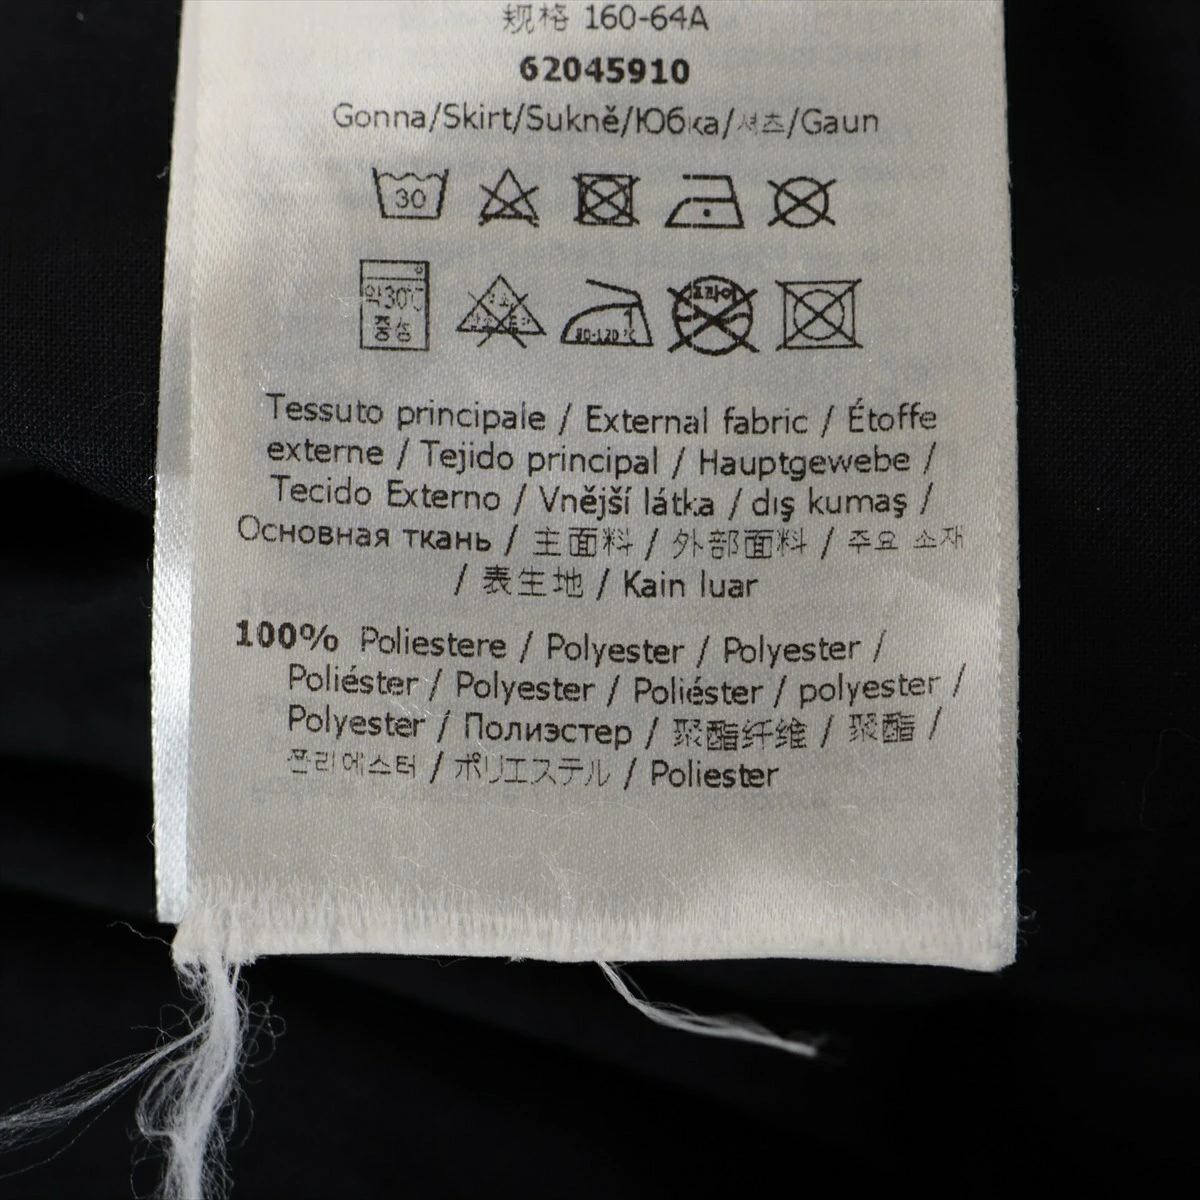 规格 160-64A
62045910
Gonna/Skirt/Sukně/Юбка/셔츠/Gaun
30
약30℃
중성
80-120℃
드라이
Tessuto principale / External fabric / Étoffe
externe / Tejido principal / Hauptgewebe /
Tecido Externo / Vnější látka / dış kumaş /
Основная ткань / 主面料 / 外部面料 / 주요 소재
/ 表生地 / Kain luar
100% Poliestere / Polyester / Polyester /
Poliéster / Polyester / Poliéster / polyester /
Polyester / Полиэстер / 聚酯纤维 / 聚酯 /
폴리에스터 / ポリエステル / Poliester